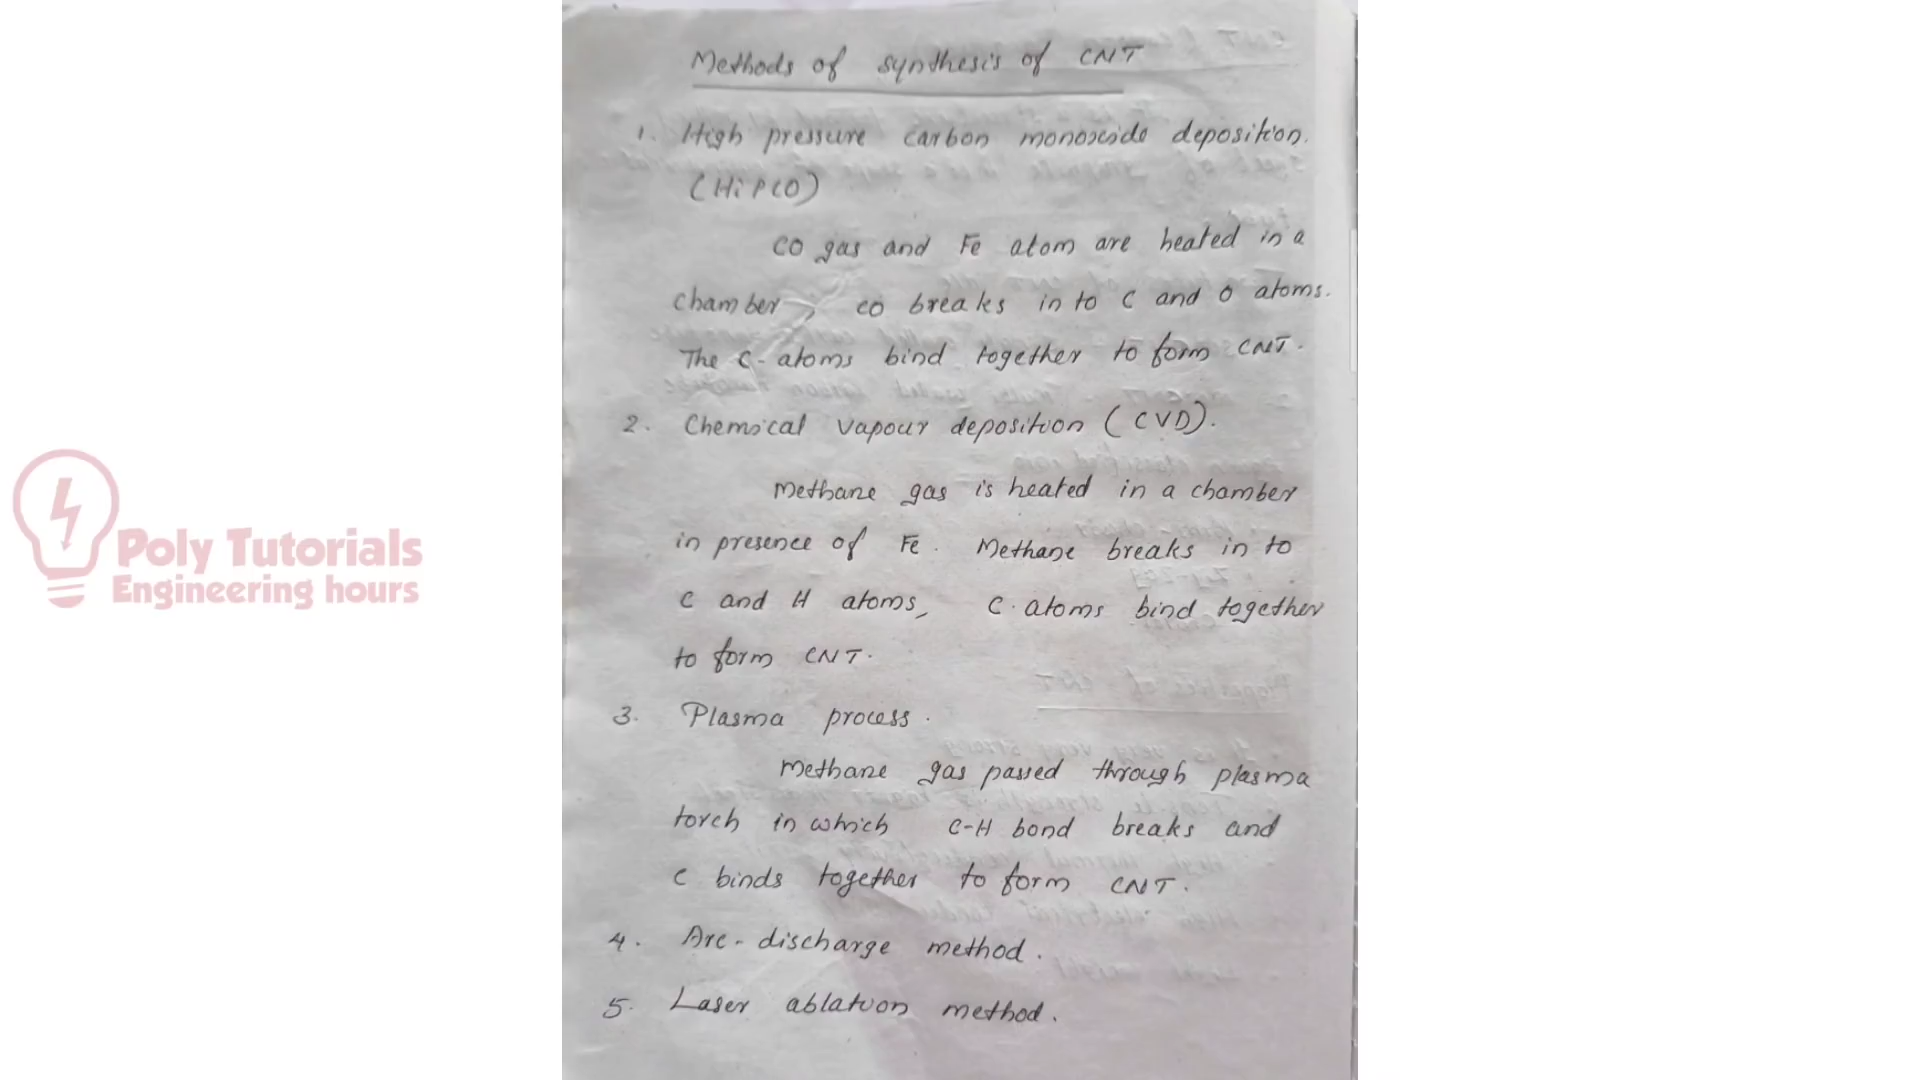 Methods of synthesis of CNT
1. High pressure carbon monoxide deposition.
(HiPCO)
CO gas and Fe atom are heated in a
chamber, CO breaks in to C and O atoms.
The C-atoms bind together to form CNT.
2. Chemical vapour deposition (CVD).
Methane gas is heated in a chamber
in presence of Fe. Methane breaks in to
C and H atoms, C. atoms bind together
to form CNT.
3. Plasma process.
Methane gas passed through plasma
torch in which C-H bond breaks and
C binds together to form CNT.
4. Arc-discharge method.
5. Laser ablation method.
Poly Tutorials
Engineering hours